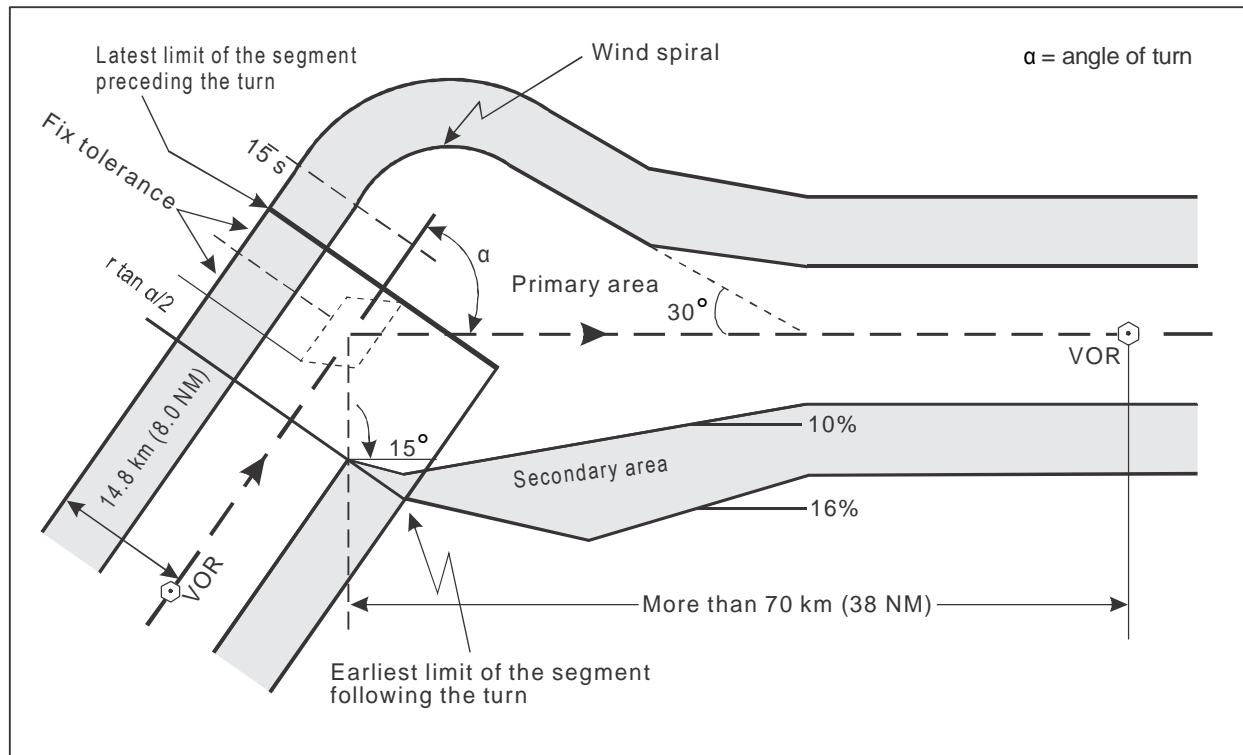 Latest limit of the segment
preceding the turn
Wind spiral
α = angle of turn
Fix tolerance
15 s
α
r tan α/2
Primary area
30°
VOR
14.8 km (8.0 NM)
15°
10%
Secondary area
16%
VOR
More than 70 km (38 NM)
Earliest limit of the segment
following the turn